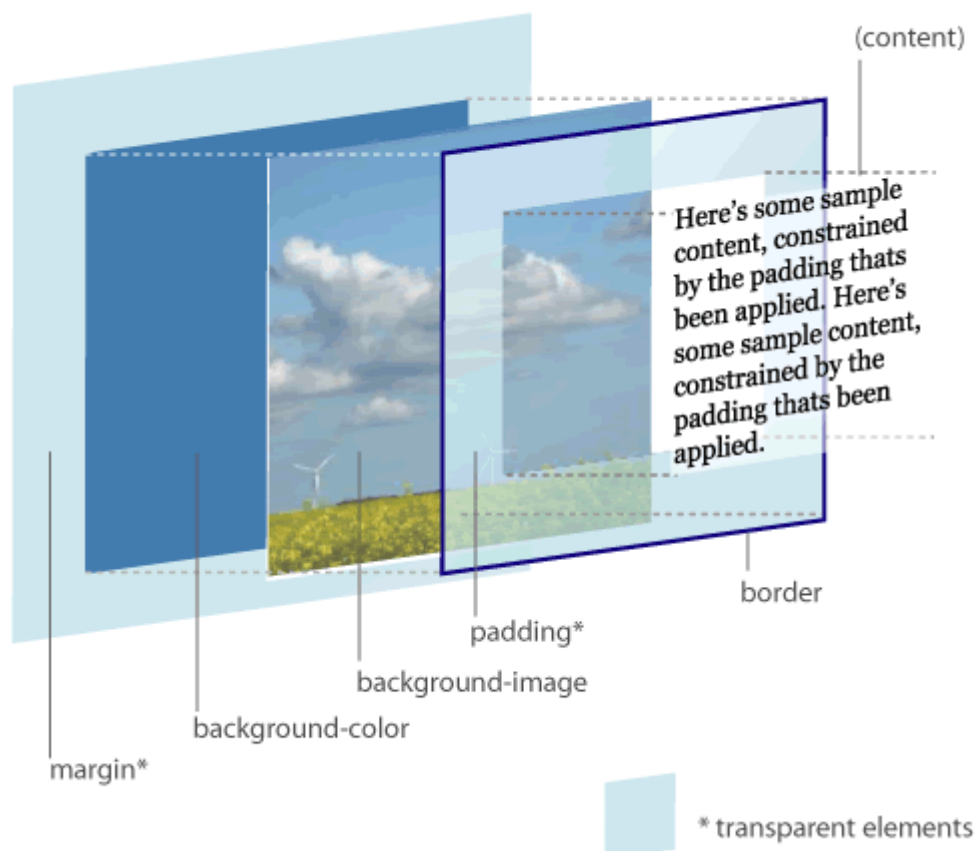 (content)
Here's some sample
content, constrained
by the padding thats
been applied. Here's
some sample content,
constrained by the
padding thats been
applied.
border
padding*
background-image
background-color
margin*
* transparent elements